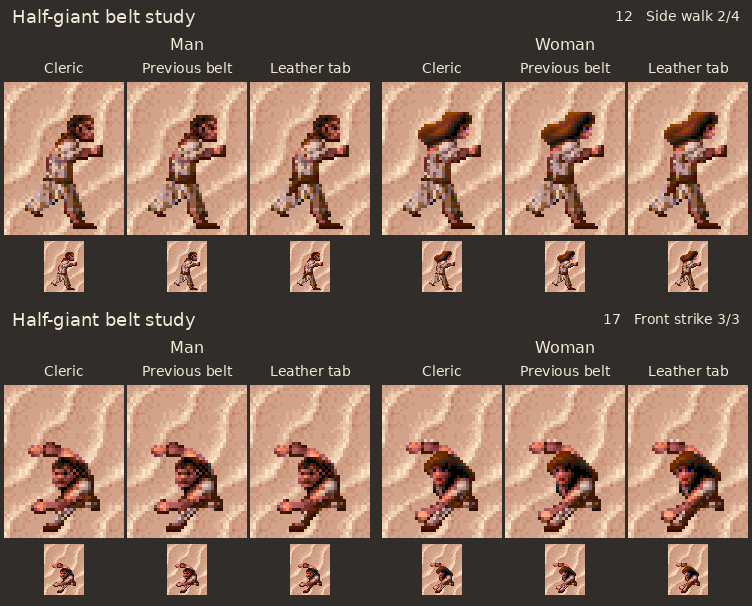 Half-giant belt study 12 Side walk 2/4
Man Woman
Cleric Previous belt Leather tab Cleric Previous belt Leather tab
Half-giant belt study 17 Front strike 3/3
Man Woman
Cleric Previous belt Leather tab Cleric Previous belt Leather tab